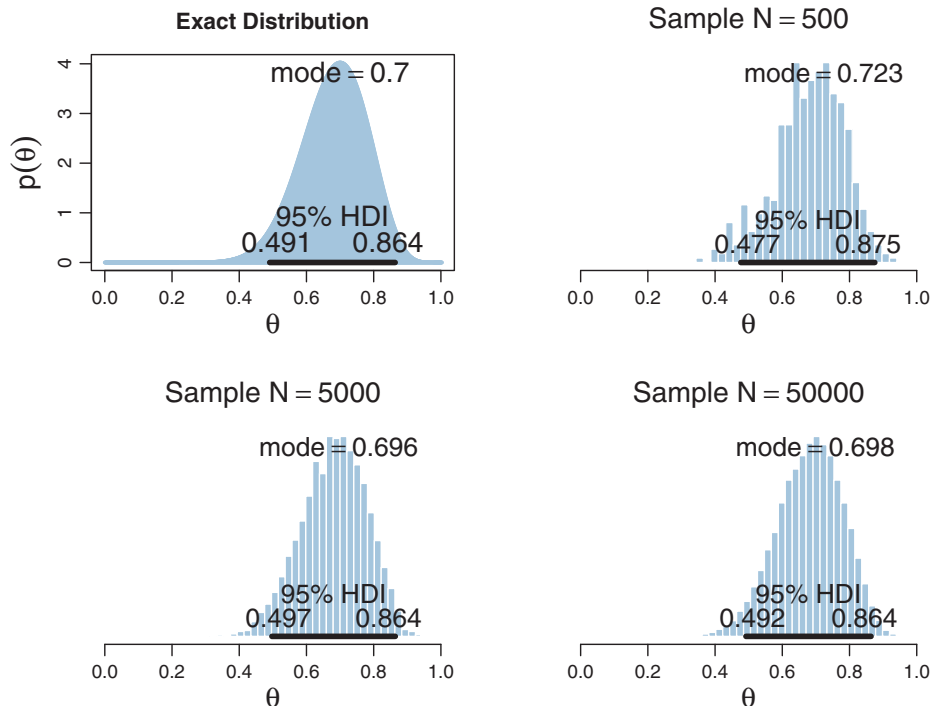 Exact Distribution
mode = 0.7
95% HDI
0.491 0.864
p(θ)
0 1 2 3 4
0.0 0.2 0.4 0.6 0.8 1.0
θ
Sample N = 500
mode = 0.723
95% HDI
0.477 0.875
0.0 0.2 0.4 0.6 0.8 1.0
θ
Sample N = 5000
mode = 0.696
95% HDI
0.497 0.864
0.0 0.2 0.4 0.6 0.8 1.0
θ
Sample N = 50000
mode = 0.698
95% HDI
0.492 0.864
0.0 0.2 0.4 0.6 0.8 1.0
θ